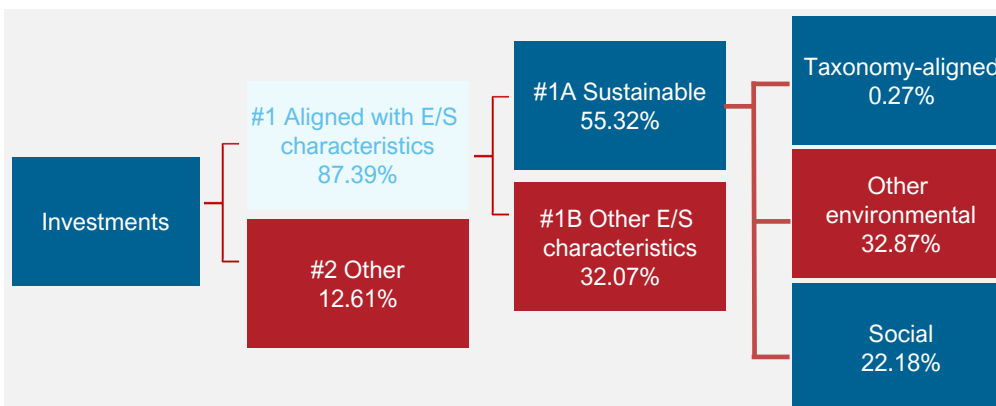 Investments
#1 Aligned with E/S
characteristics
87.39%
#2 Other
12.61%
#1A Sustainable
55.32%
#1B Other E/S
characteristics
32.07%
Taxonomy-aligned
0.27%
Other
environmental
32.87%
Social
22.18%